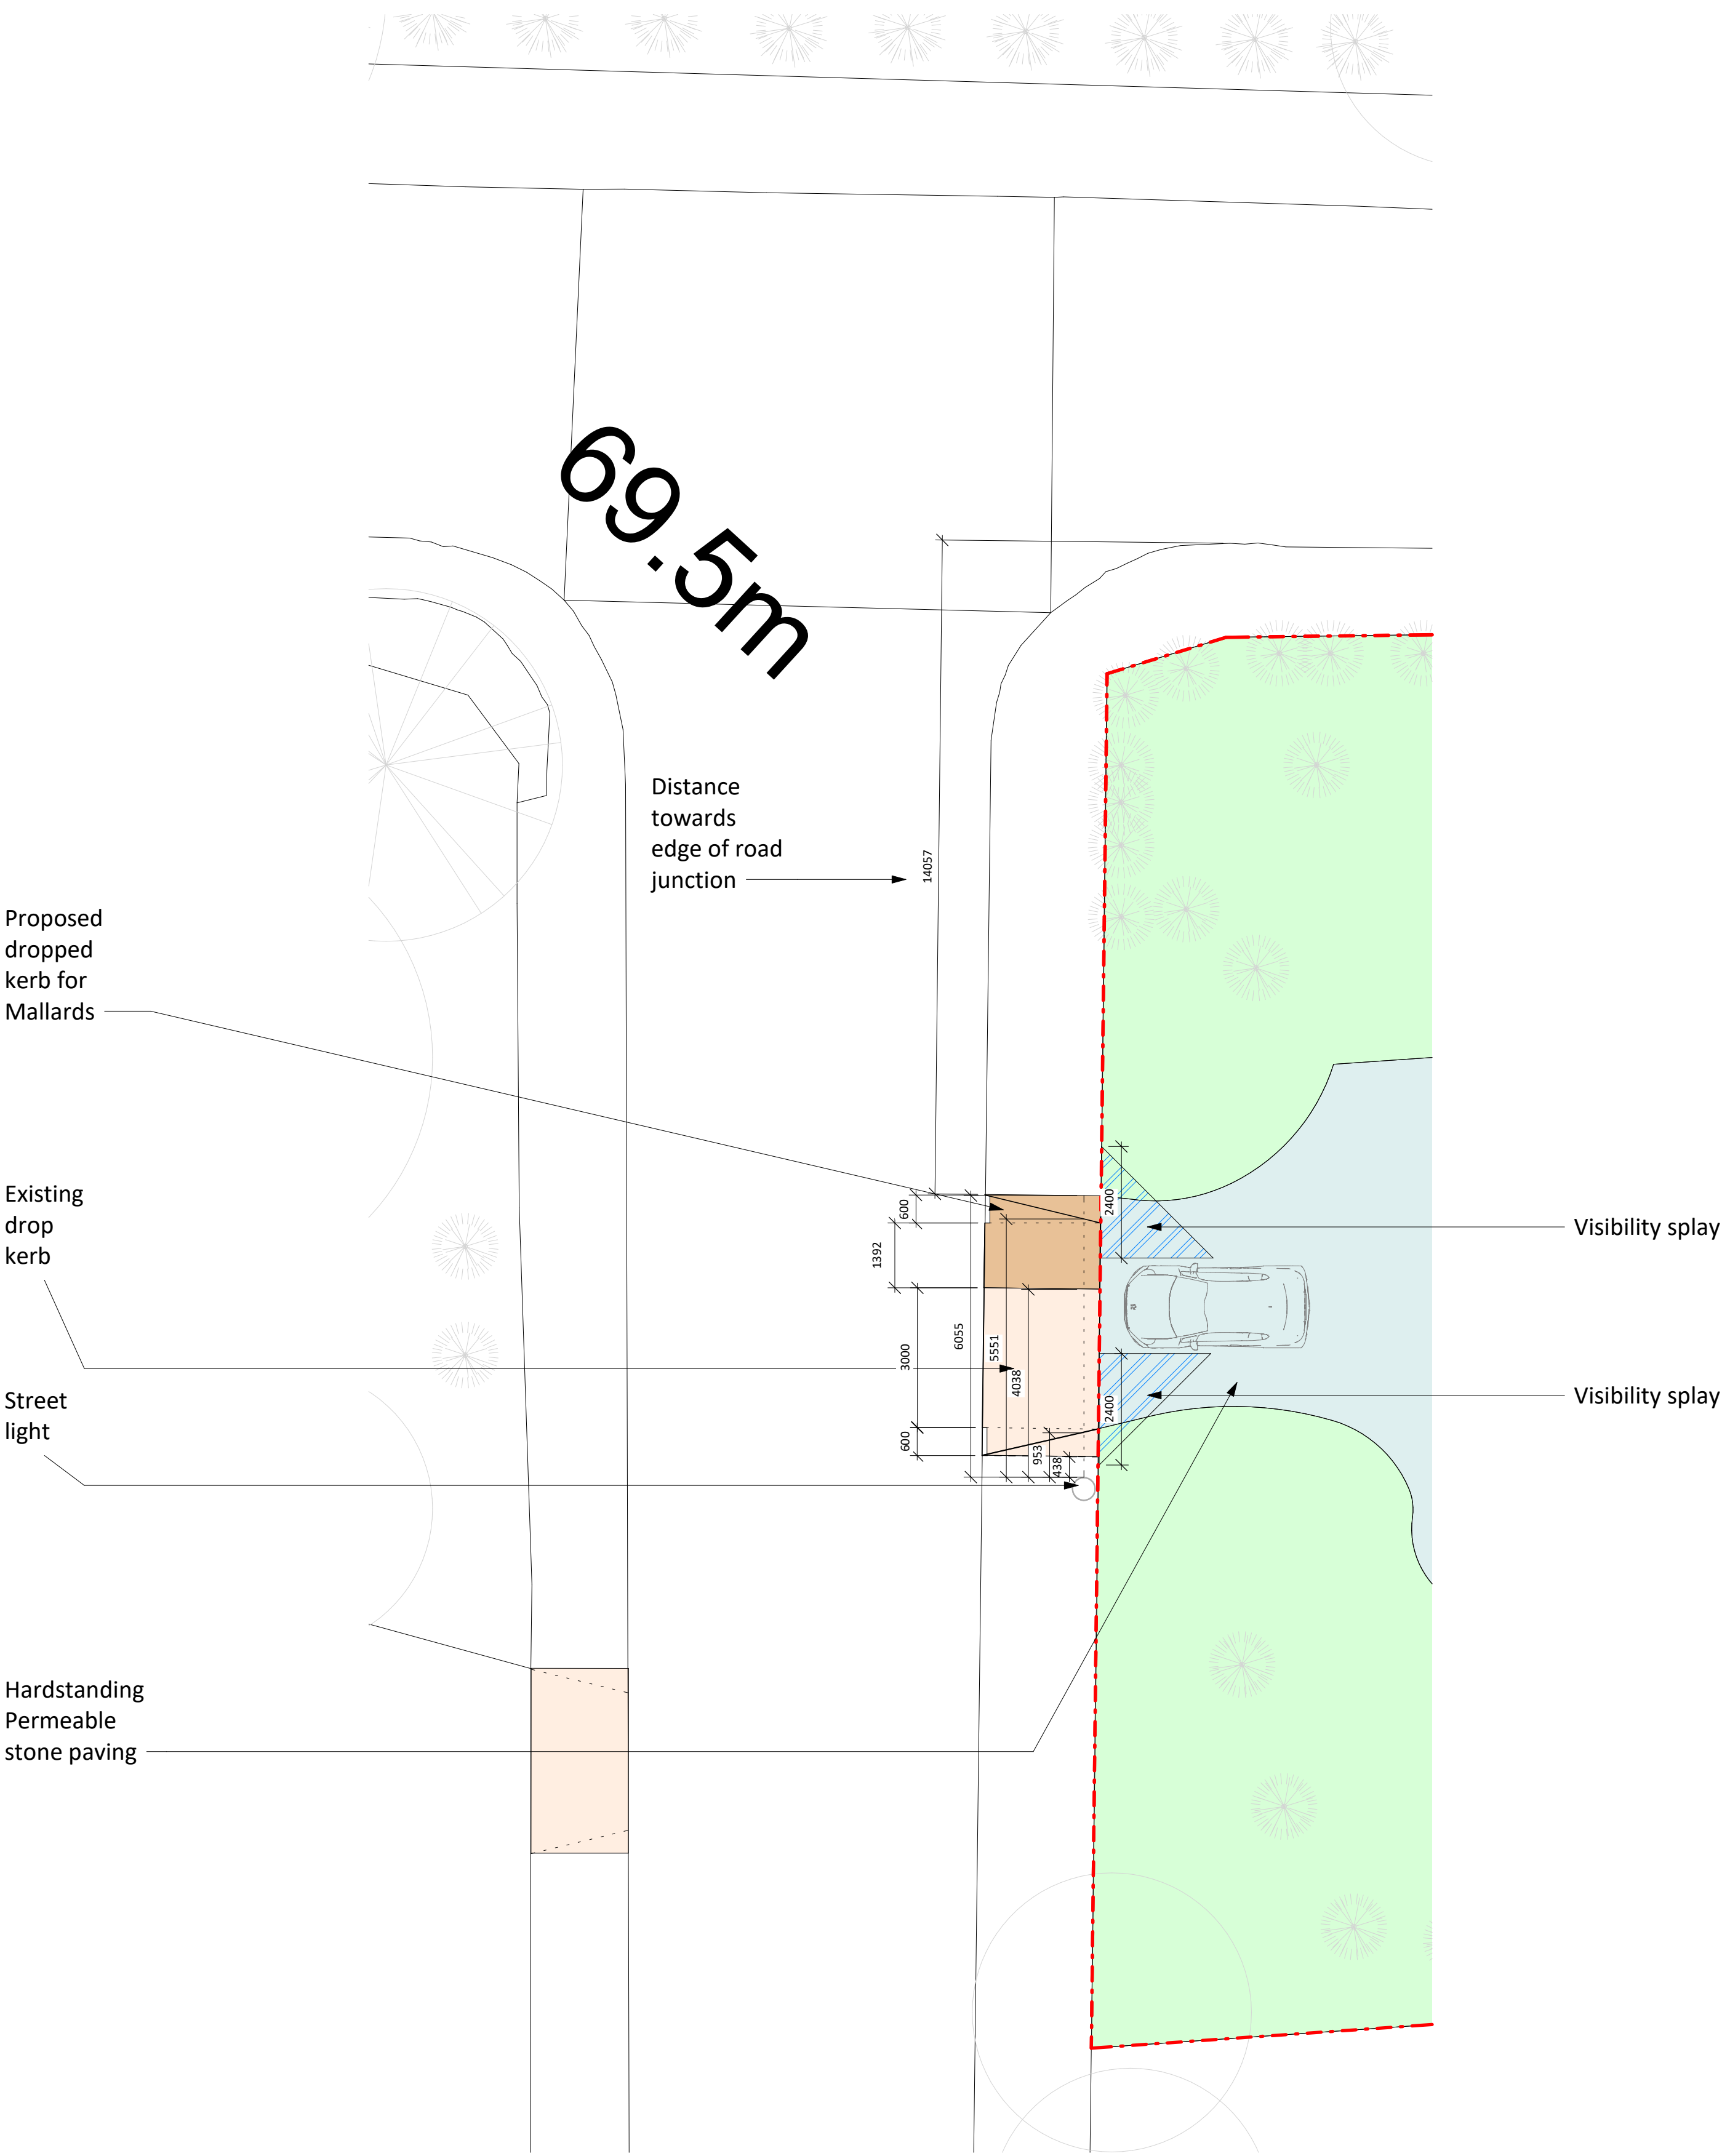 69.5m
Distance
towards
edge of road
junction
14057
Proposed
dropped
kerb for
Mallards
Existing
drop
kerb
Street
light
Hardstanding
Permeable
stone paving
600
1392
3000
600
6055
5551
4038
953
438
2400
2400
Visibility splay
Visibility splay